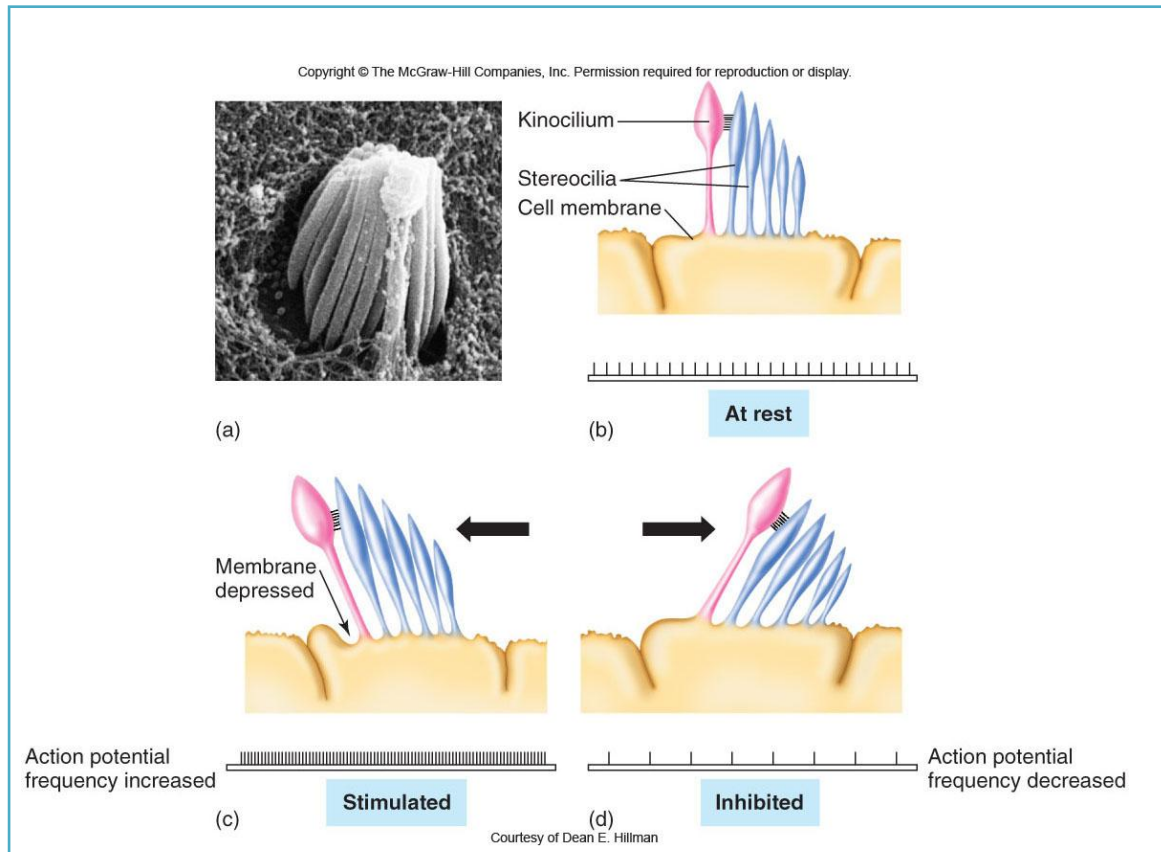 Copyright © The McGraw-Hill Companies, Inc. Permission required for reproduction or display.
Kinocilium
Stereocilia
Cell membrane
(a)
(b)
At rest
Membrane
depressed
Action potential
frequency increased
Action potential
frequency decreased
(c)
Stimulated
(d)
Inhibited
Courtesy of Dean E. Hillman